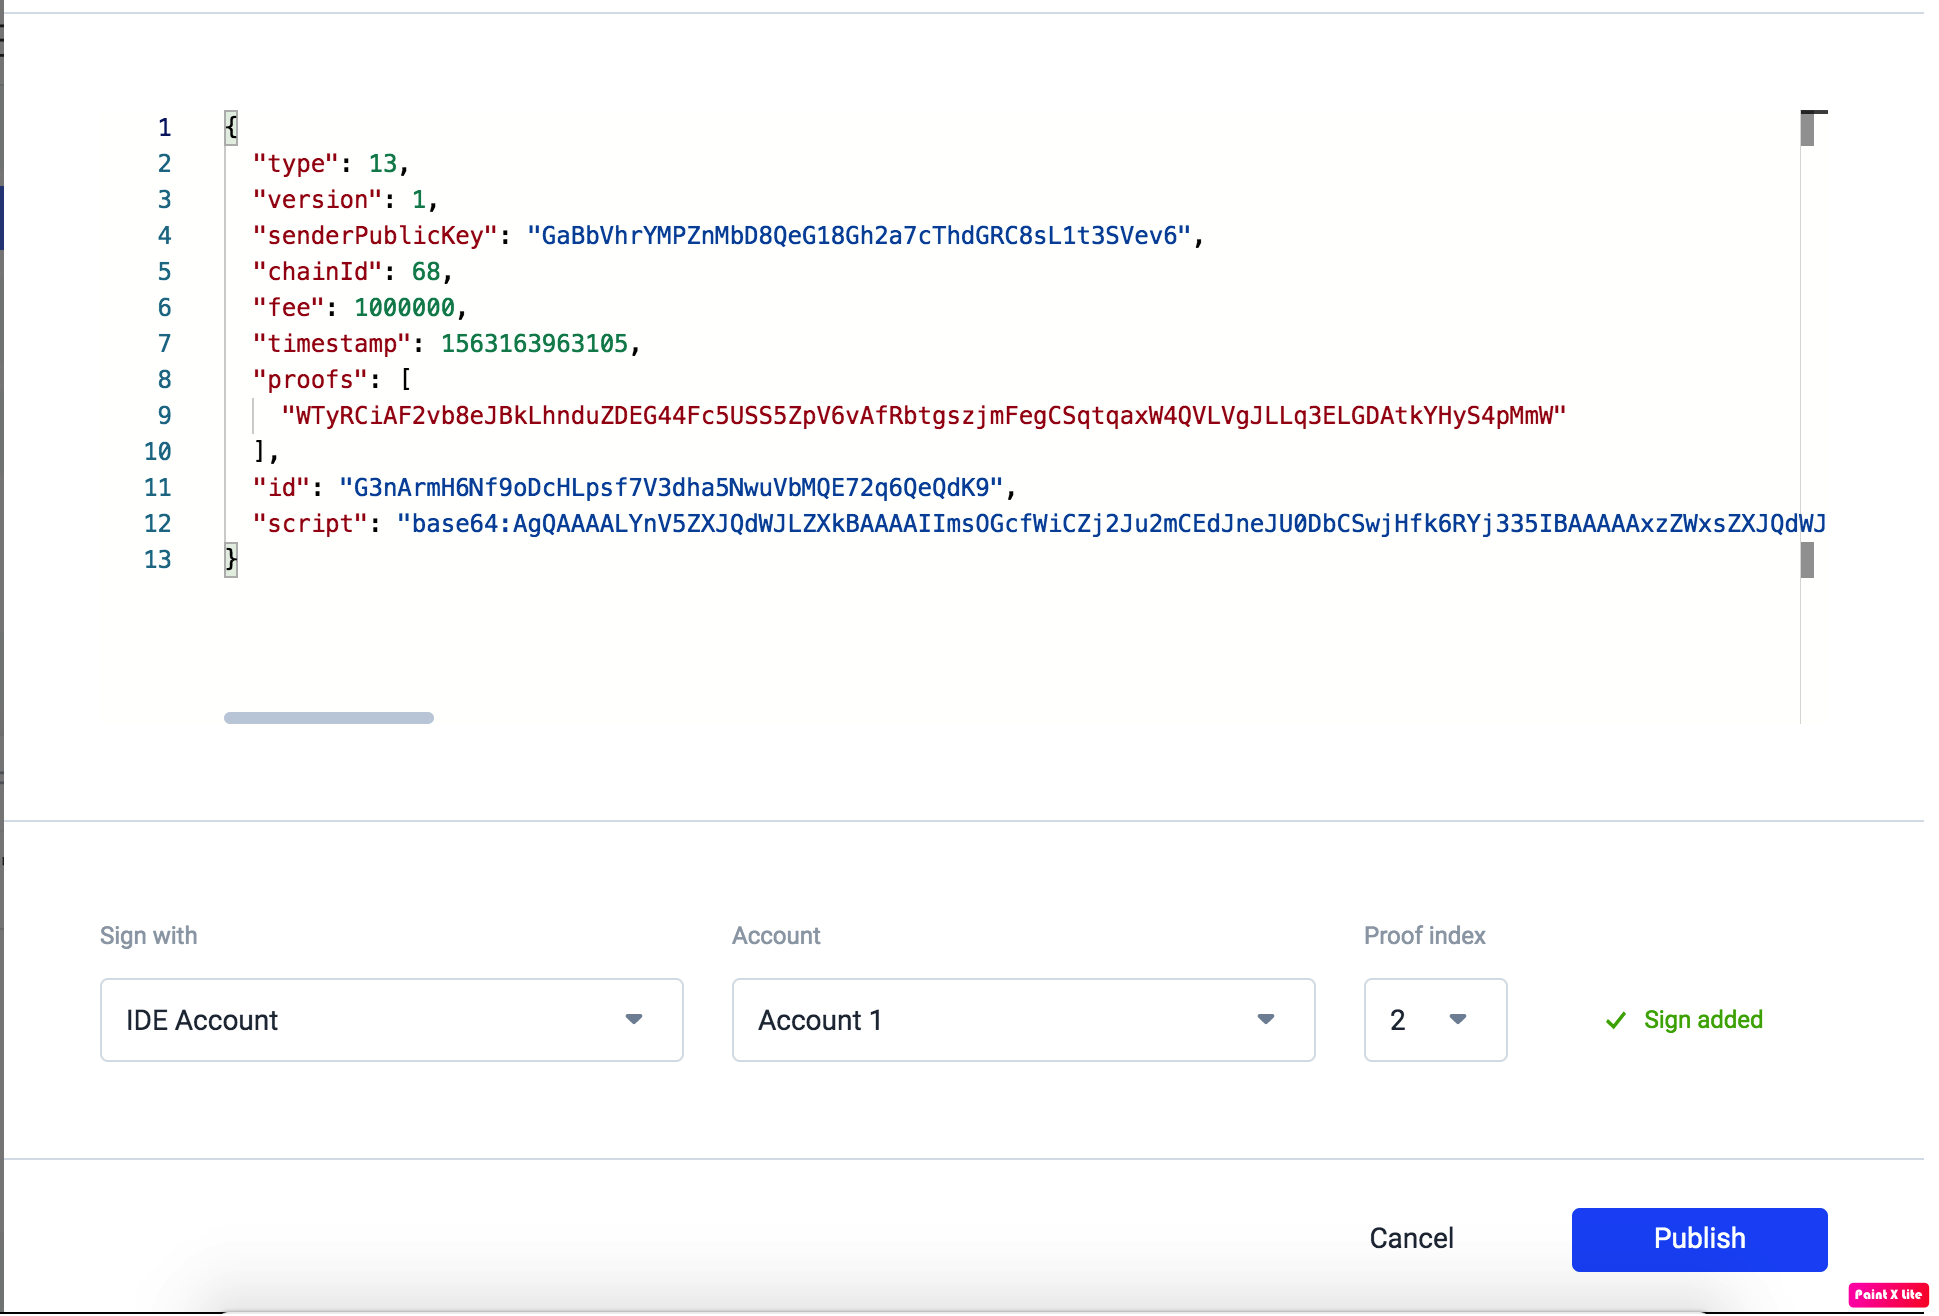 1 {
2 "type": 13,
3 "version": 1,
4 "senderPublicKey": "GaBbVhrYMPZnMbD8QeG18Gh2a7cThdGRC8sL1t3SVev6",
5 "chainId": 68,
6 "fee": 1000000,
7 "timestamp": 1563163963105,
8 "proofs": [
9 "WTyRCiAF2vb8eJBkLhnduZDEG44Fc5USS5ZpV6vAfRbtgszjmFegCSqtqaxW4QVLVgJLLq3ELGDAtkYHyS4pMmW"
10 ],
11 "id": "G3nArmH6Nf9oDcHLpsf7V3dha5NwuVbMQE72q6QeQdK9",
12 "script": "base64:AgQAAAALYnV5ZXJQdWJLZXkBAAAAIImsOGcfWiCZj2Ju2mCEdJneJU0DbCSwjHfk6RYj335IBAAAAAxzZWxsZXJQdWJ
13 }
Sign with Account Proof index
IDE Account Account 1 2 Sign added
Cancel Publish
Paint X Lite